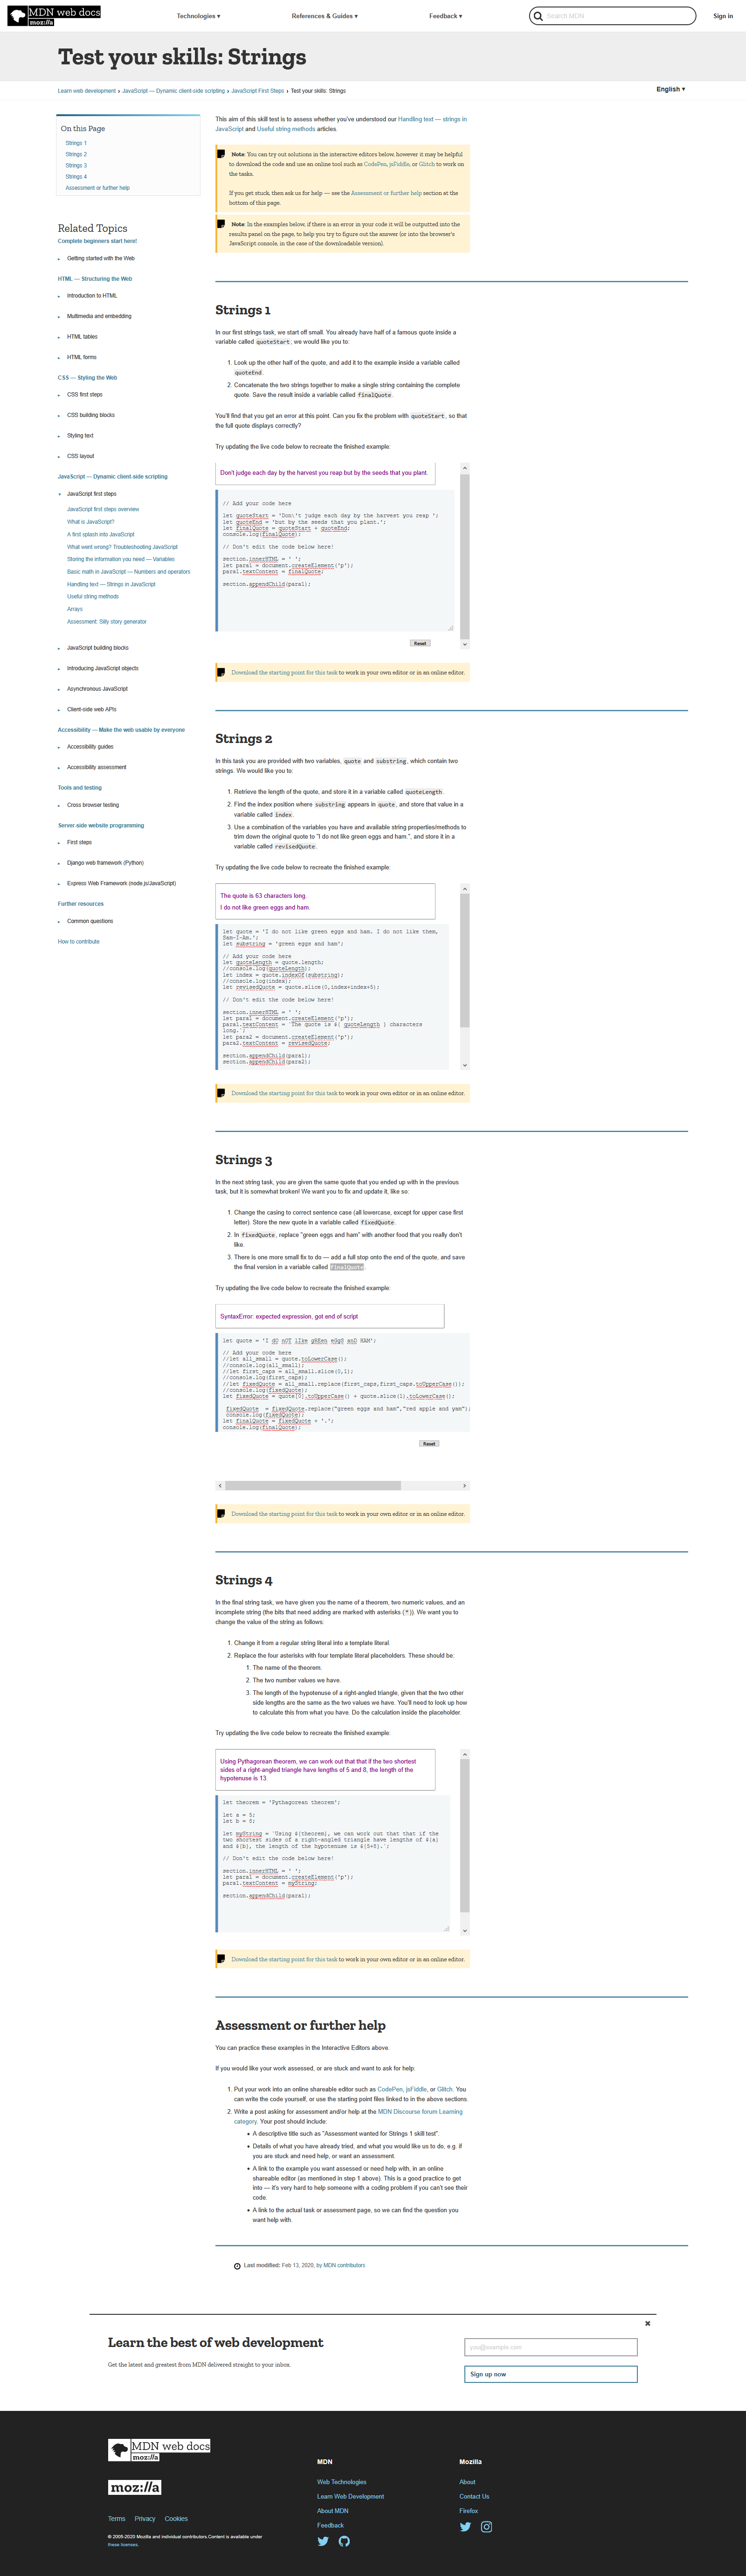 MDN web docs
moz://a
Technologies ▾
References & Guides ▾
Feedback ▾
Search MDN
Sign in
Test your skills: Strings
Learn web development › JavaScript — Dynamic client-side scripting › JavaScript First Steps › Test your skills: Strings
English ▾
On this Page
Strings 1
Strings 2
Strings 3
Strings 4
Assessment or further help
Related Topics
Complete beginners start here!
Getting started with the Web
HTML — Structuring the Web
Introduction to HTML
Multimedia and embedding
HTML tables
HTML forms
CSS — Styling the Web
CSS first steps
CSS building blocks
Styling text
CSS layout
JavaScript — Dynamic client-side scripting
JavaScript first steps
JavaScript first steps overview
What is JavaScript?
A first splash into JavaScript
What went wrong? Troubleshooting JavaScript
Storing the information you need — Variables
Basic math in JavaScript — Numbers and operators
Handling text — Strings in JavaScript
Useful string methods
Arrays
Assessment: Silly story generator
JavaScript building blocks
Introducing JavaScript objects
Asynchronous JavaScript
Client-side web APIs
Accessibility — Make the web usable by everyone
Accessibility guides
Accessibility assessment
Tools and testing
Cross browser testing
Server-side website programming
First steps
Django web framework (Python)
Express Web Framework (node.js/JavaScript)
Further resources
Common questions
How to contribute
This aim of this skill test is to assess whether you've understood our Handling text — strings in
JavaScript and Useful string methods articles.
Note: You can try out solutions in the interactive editors below, however it may be helpful
to download the code and use an online tool such as CodePen, jsFiddle, or Glitch to work on
the tasks.
If you get stuck, then ask us for help — see the Assessment or further help section at the
bottom of this page.
Note: In the examples below, if there is an error in your code it will be outputted into the
results panel on the page, to help you try to figure out the answer (or into the browser's
JavaScript console, in the case of the downloadable version).
Strings 1
In our first strings task, we start off small. You already have half of a famous quote inside a
variable called quoteStart, we would like you to:
1. Look up the other half of the quote, and add it to the example inside a variable called
quoteEnd.
2. Concatenate the two strings together to make a single string containing the complete
quote. Save the result inside a variable called finalQuote.
You'll find that you get an error at this point. Can you fix the problem with quoteStart, so that
the full quote displays correctly?
Try updating the live code below to recreate the finished example:
Don't judge each day by the harvest you reap but by the seeds that you plant.
// Add your code here
let quoteStart = 'Don\'t judge each day by the harvest you reap ';
let quoteEnd = 'but by the seeds that you plant.';
let finalQuote = quoteStart + quoteEnd;
console.log(finalQuote);
// Don't edit the code below here!
section.innerHTML = ' ';
let para1 = document.createElement('p');
para1.textContent = finalQuote;
section.appendChild(para1);
Reset
Download the starting point for this task to work in your own editor or in an online editor.
Strings 2
In this task you are provided with two variables, quote and substring, which contain two
strings. We would like you to:
1. Retrieve the length of the quote, and store it in a variable called quoteLength.
2. Find the index position where substring appears in quote, and store that value in a
variable called index.
3. Use a combination of the variables you have and available string properties/methods to
trim down the original quote to "I do not like green eggs and ham.", and store it in a
variable called revisedQuote.
Try updating the live code below to recreate the finished example:
The quote is 63 characters long.
I do not like green eggs and ham.
let quote = 'I do not like green eggs and ham. I do not like them,
Sam-I-Am.';
let substring = 'green eggs and ham';
// Add your code here
let quoteLength = quote.length;
//console.log(quoteLength);
let index = quote.indexOf(substring);
//console.log(index);
let revisedQuote = quote.slice(0,index+index+5);
// Don't edit the code below here!
section.innerHTML = ' ';
let para1 = document.createElement('p');
para1.textContent = `The quote is ${ quoteLength } characters
long.`;
let para2 = document.createElement('p');
para2.textContent = revisedQuote;
section.appendChild(para1);
section.appendChild(para2);
Download the starting point for this task to work in your own editor or in an online editor.
Strings 3
In the next string task, you are given the same quote that you ended up with in the previous
task, but it is somewhat broken! We want you to fix and update it, like so:
1. Change the casing to correct sentence case (all lowercase, except for upper case first
letter). Store the new quote in a variable called fixedQuote.
2. In fixedQuote, replace "green eggs and ham" with another food that you really don't
like.
3. There is one more small fix to do — add a full stop onto the end of the quote, and save
the final version in a variable called finalQuote.
Try updating the live code below to recreate the finished example:
SyntaxError: expected expression, got end of script
let quote = 'I dO nOT lIke gREen eGgS anD HAM';
// Add your code here
//let all_small = quote.toLowerCase();
//console.log(all_small);
//let first_caps = all_small.slice(0,1);
//console.log(first_caps);
//let fixedQuote = all_small.replace(first_caps,first_caps.toUpperCase());
//console.log(fixedQuote);
let fixedQuote = quote[0].toUpperCase() + quote.slice(1).toLowerCase();
fixedQuote = fixedQuote.replace("green eggs and ham","red apple and yam");
console.log(fixedQuote);
let finalQuote = fixedQuote + '.';
console.log(finalQuote);
Reset
Download the starting point for this task to work in your own editor or in an online editor.
Strings 4
In the final string task, we have given you the name of a theorem, two numeric values, and an
incomplete string (the bits that need adding are marked with asterisks (*)). We want you to
change the value of the string as follows:
1. Change it from a regular string literal into a template literal.
2. Replace the four asterisks with four template literal placeholders. These should be:
1. The name of the theorem.
2. The two number values we have.
3. The length of the hypotenuse of a right-angled triangle, given that the two other
side lengths are the same as the two values we have. You'll need to look up how
to calculate this from what you have. Do the calculation inside the placeholder.
Try updating the live code below to recreate the finished example:
Using Pythagorean theorem, we can work out that that if the two shortest
sides of a right-angled triangle have lengths of 5 and 8, the length of the
hypotenuse is 13.
let theorem = 'Pythagorean theorem';
let a = 5;
let b = 8;
let myString = `Using ${theorem}, we can work out that that if the
two shortest sides of a right-angled triangle have lengths of ${a}
and ${b}, the length of the hypotenuse is ${5+8}.`;
// Don't edit the code below here!
section.innerHTML = ' ';
let para1 = document.createElement('p');
para1.textContent = myString;
section.appendChild(para1);
Download the starting point for this task to work in your own editor or in an online editor.
Assessment or further help
You can practice these examples in the Interactive Editors above.
If you would like your work assessed, or are stuck and want to ask for help:
1. Put your work into an online shareable editor such as CodePen, jsFiddle, or Glitch. You
can write the code yourself, or use the starting point files linked to in the above sections.
2. Write a post asking for assessment and/or help at the MDN Discourse forum Learning
category. Your post should include:
• A descriptive title such as "Assessment wanted for Strings 1 skill test".
• Details of what you have already tried, and what you would like us to do, e.g. if
you are stuck and need help, or want an assessment.
• A link to the example you want assessed or need help with, in an online
shareable editor (as mentioned in step 1 above). This is a good practice to get
into — it's very hard to help someone with a coding problem if you can't see their
code.
• A link to the actual task or assessment page, so we can find the question you
want help with.
Last modified: Feb 13, 2020, by MDN contributors
Learn the best of web development
Get the latest and greatest from MDN delivered straight to your inbox.
you@example.com
Sign up now
MDN web docs
moz://a
moz://a
Terms Privacy Cookies
© 2005-2020 Mozilla and individual contributors.Content is available under
these licenses.
MDN
Web Technologies
Learn Web Development
About MDN
Feedback
Mozilla
About
Contact Us
Firefox